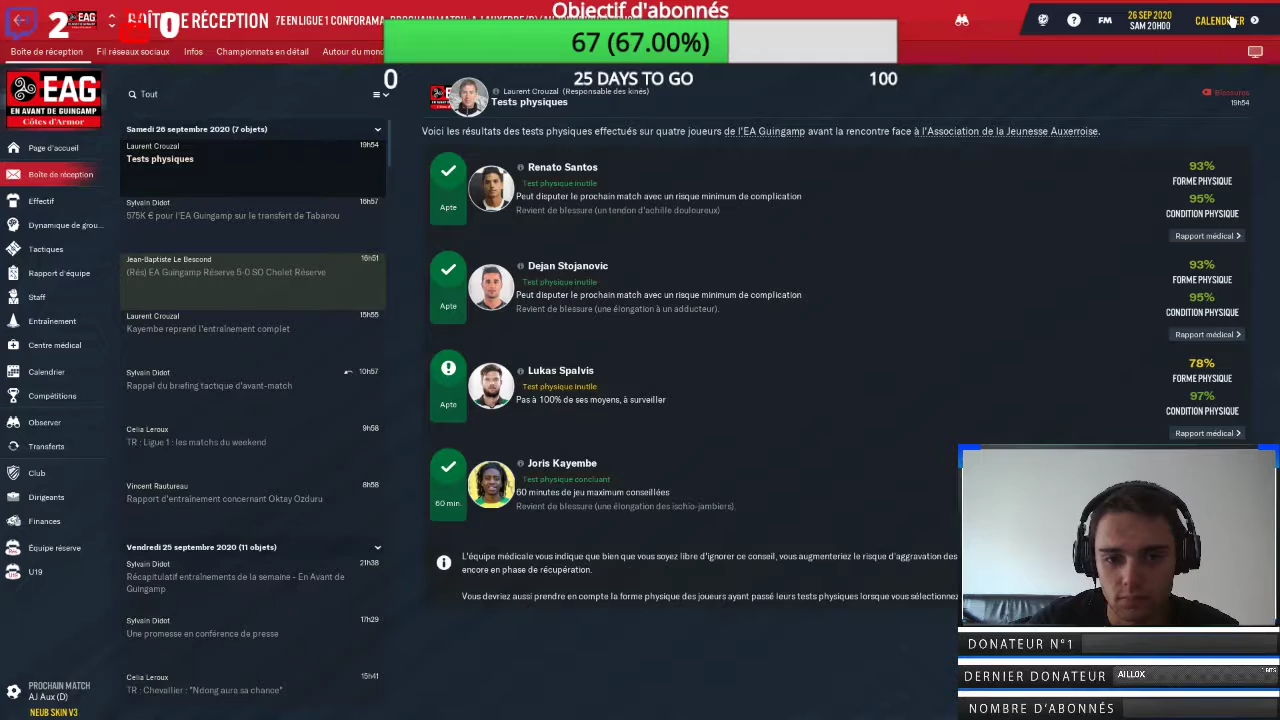 Objectif d'abonnés
67 (67.00%)
0
25 DAYS TO GO
100
2
0
BOÎTE DE RÉCEPTION
7E EN LIGUE 1 CONFORAMA
FM
26 SEP 2020
SAM 20H00
CALENDRIER
Boîte de réception
Fil réseaux sociaux
Infos
Championnats en détail
Autour du mond
EAG
EN AVANT DE GUINGAMP
Côtes d'Armor
Page d'accueil
Boîte de réception
Effectif
Dynamique de grou...
Tactiques
Rapport d'équipe
Staff
Entraînement
Centre médical
Calendrier
Compétitions
Observer
Transferts
Club
Dirigeants
Finances
Équipe réserve
U19
PROCHAIN MATCH
AJ Aux (D)
NEUB SKIN V3
Tout
Samedi 26 septembre 2020 (7 objets)
Laurent Crouzal 19h54
Tests physiques
Sylvain Didot 16h57
575K € pour l'EA Guingamp sur le transfert de Tabanou
Jean-Baptiste Le Bescond 16h51
(Rés) EA Guingamp Réserve 5-0 SO Cholet Réserve
Laurent Crouzal 15h55
Kayembe reprend l'entraînement complet
Sylvain Didot 10h57
Rappel du briefing tactique d'avant-match
Celia Leroux 9h58
TR : Ligue 1 : les matchs du weekend
Vincent Rautureau 8h58
Rapport d'entraînement concernant Oktay Ozduru
Vendredi 25 septembre 2020 (11 objets)
Sylvain Didot 21h38
Récapitulatif entraînements de la semaine - En Avant de
Guingamp
Sylvain Didot 17h29
Une promesse en conférence de presse
Celia Leroux 15h41
TR : Chevallier : "Ndong aura sa chance"
Laurent Crouzal (Responsable des kinés)
Tests physiques
Blessures
19h54
Voici les résultats des tests physiques effectués sur quatre joueurs de l'EA Guingamp avant la rencontre face à l'Association de la Jeunesse Auxerroise.
Apte
Renato Santos
Test physique inutile
Peut disputer le prochain match avec un risque minimum de complication
Revient de blessure (un tendon d'achille douloureux)
93%
FORME PHYSIQUE
95%
CONDITION PHYSIQUE
Rapport médical
Apte
Dejan Stojanovic
Test physique inutile
Peut disputer le prochain match avec un risque minimum de complication
Revient de blessure (une élongation à un adducteur).
93%
FORME PHYSIQUE
95%
CONDITION PHYSIQUE
Rapport médical
Apte
Lukas Spalvis
Test physique inutile
Pas à 100% de ses moyens, à surveiller
78%
FORME PHYSIQUE
97%
CONDITION PHYSIQUE
Rapport médical
60 min.
Joris Kayembe
Test physique concluant
60 minutes de jeu maximum conseillées
Revient de blessure (une élongation des ischio-jambiers).
L'équipe médicale vous indique que bien que vous soyez libre d'ignorer ce conseil, vous augmenteriez le risque d'aggravation des
encore en phase de récupération.
Vous devriez aussi prendre en compte la forme physique des joueurs ayant passé leurs tests physiques lorsque vous sélectionnez
DONATEUR N°1
DERNIER DONATEUR
AILLOX
NOMBRE D'ABONNÉS